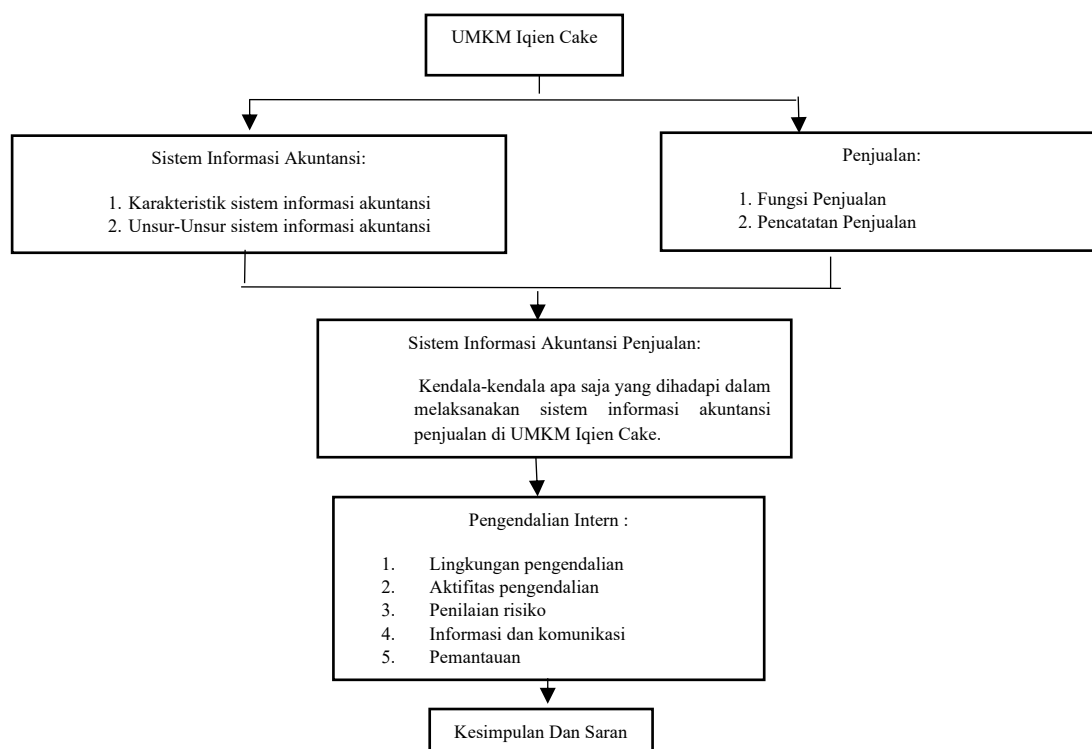 UMKM Iqien Cake
Sistem Informasi Akuntansi:
1. Karakteristik sistem informasi akuntansi
2. Unsur-Unsur sistem informasi akuntansi
Penjualan:
1. Fungsi Penjualan
2. Pencatatan Penjualan
Sistem Informasi Akuntansi Penjualan:
Kendala-kendala apa saja yang dihadapi dalam
melaksanakan sistem informasi akuntansi
penjualan di UMKM Iqien Cake.
Pengendalian Intern :
1. Lingkungan pengendalian
2. Aktifitas pengendalian
3. Penilaian risiko
4. Informasi dan komunikasi
5. Pemantauan
Kesimpulan Dan Saran